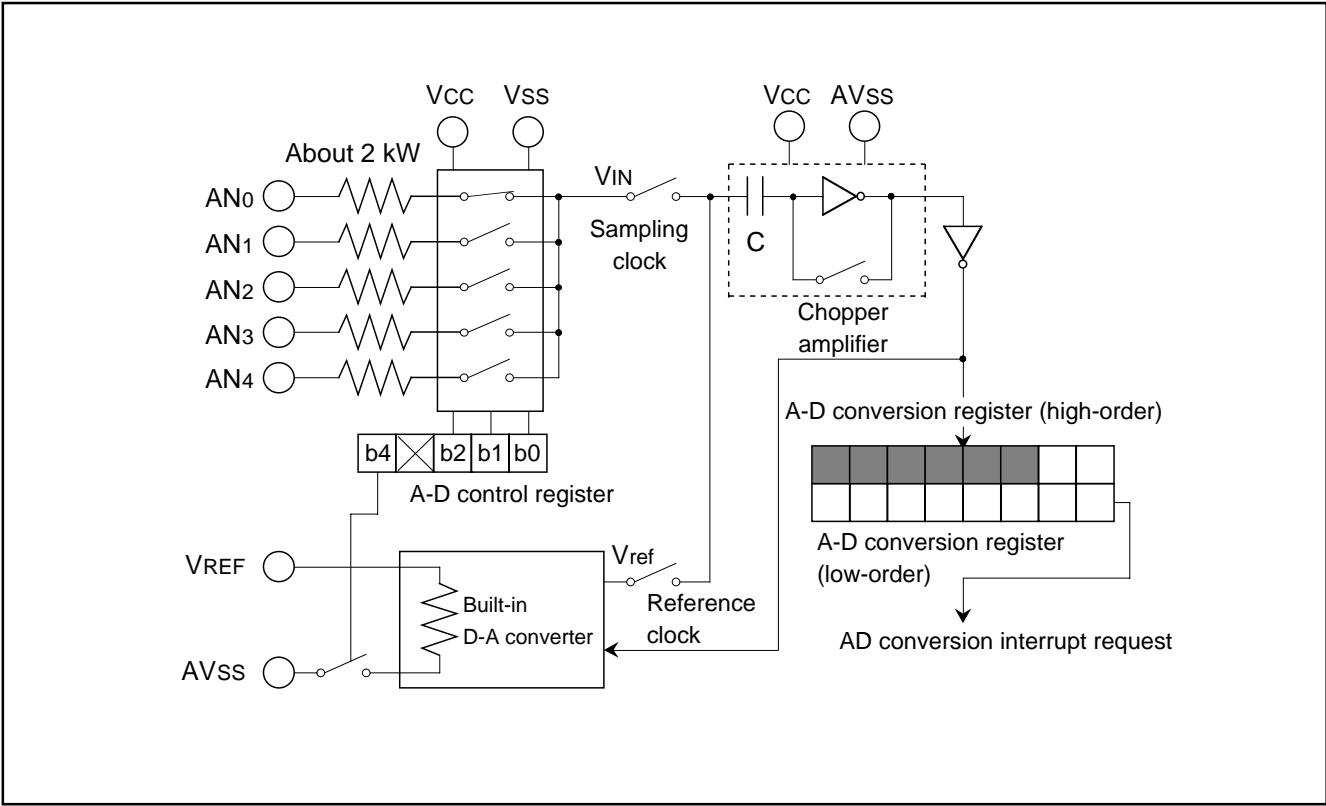 VCC
VSS
VCC
AVSS
About 2 kW
AN0
AN1
AN2
AN3
AN4
VIN
Sampling
clock
C
Chopper
amplifier
b4
b2
b1
b0
A-D control register
A-D conversion register (high-order)
A-D conversion register
(low-order)
VREF
AVSS
Built-in
D-A converter
Vref
Reference
clock
AD conversion interrupt request